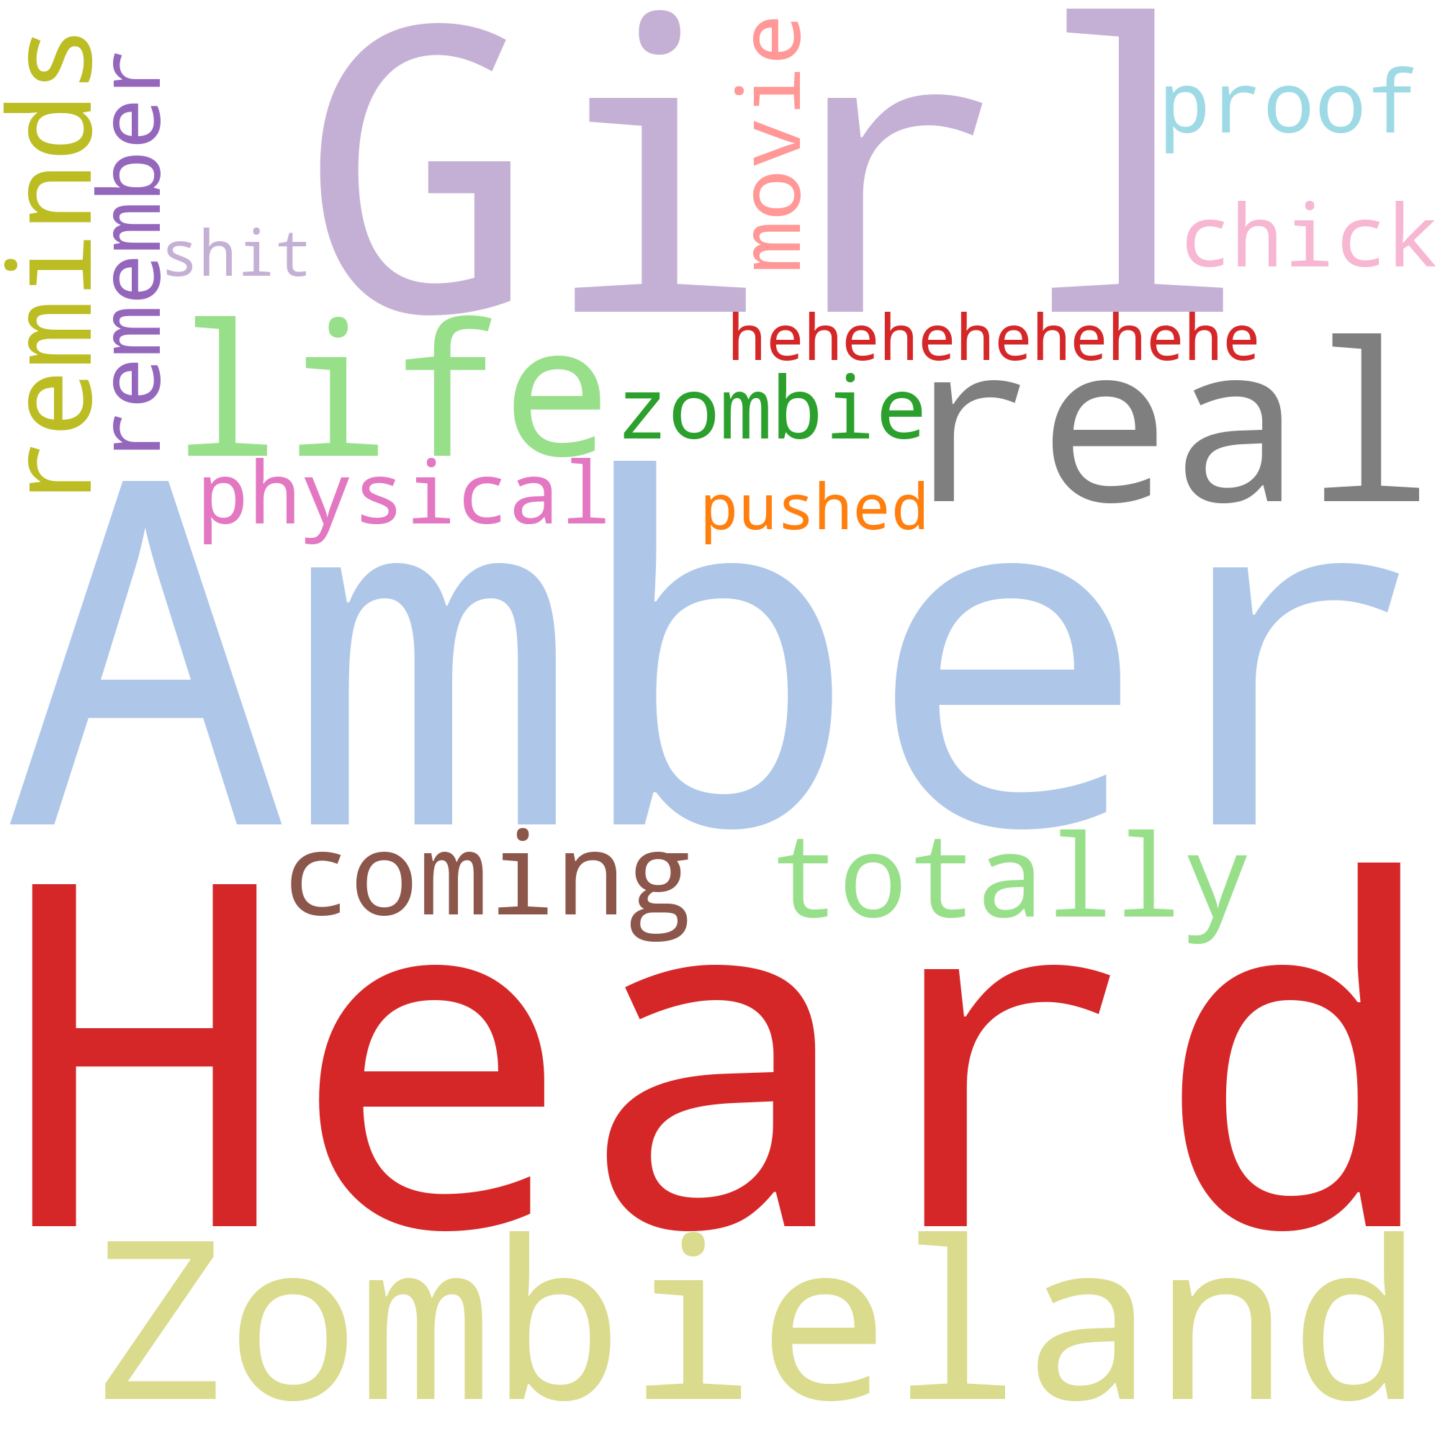 Girl
movie
proof
reminds
remember
shit
chick
life
hehehehehehehe
zombie
real
physical
pushed
Amber
coming
totally
Heard
Zombieland